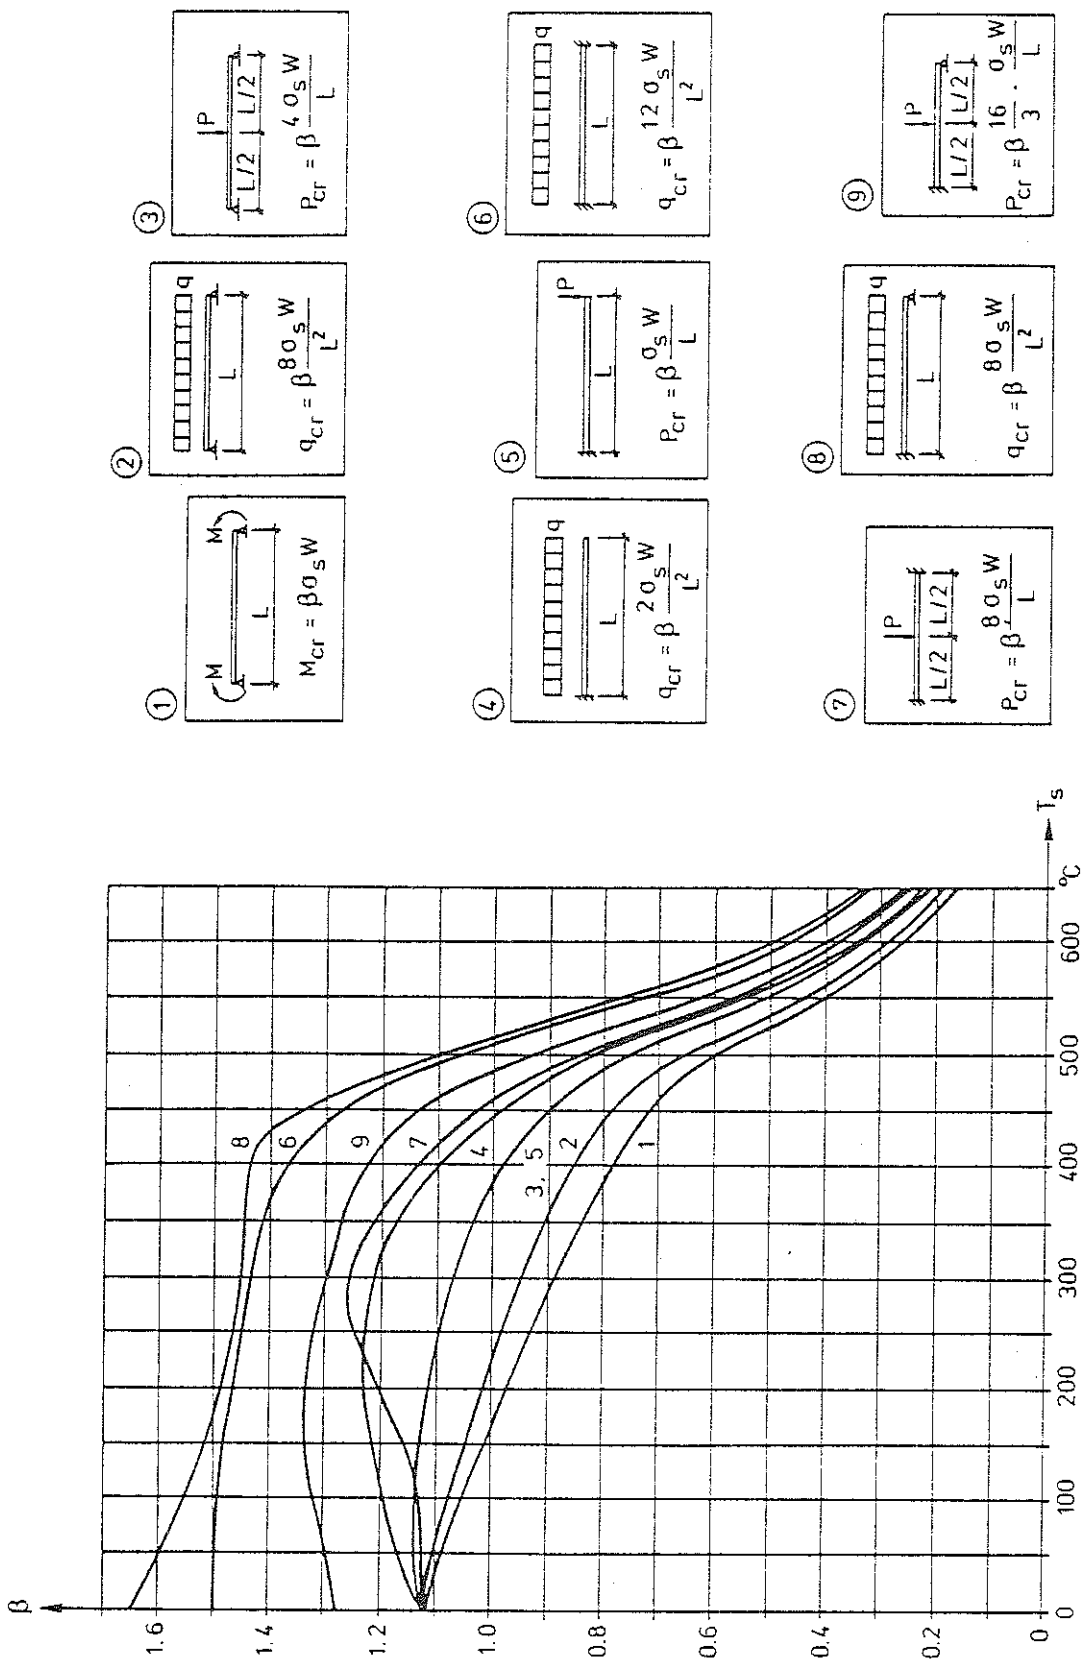 β
1.6
1.4
1.2
1.0
0.8
0.6
0.4
0.2
0
0 100 200 300 400 500 600 °C
T_s
8
6
9
7
4
3, 5
2
1
①
M M
L
M_cr = β σ_s W
②
q
L
q_cr = β 8 σ_s W / L²
③
P
L/2 L/2
P_cr = β 4 σ_s W / L
④
q
L
q_cr = β 2 σ_s W / L²
⑤
P
L
P_cr = β σ_s W / L
⑥
q
L
q_cr = β 12 σ_s W / L²
⑦
P
L/2 L/2
P_cr = β 8 σ_s W / L
⑧
q
L
q_cr = β 8 σ_s W / L²
⑨
P
L/2 L/2
P_cr = β 16 / 3 · σ_s W / L